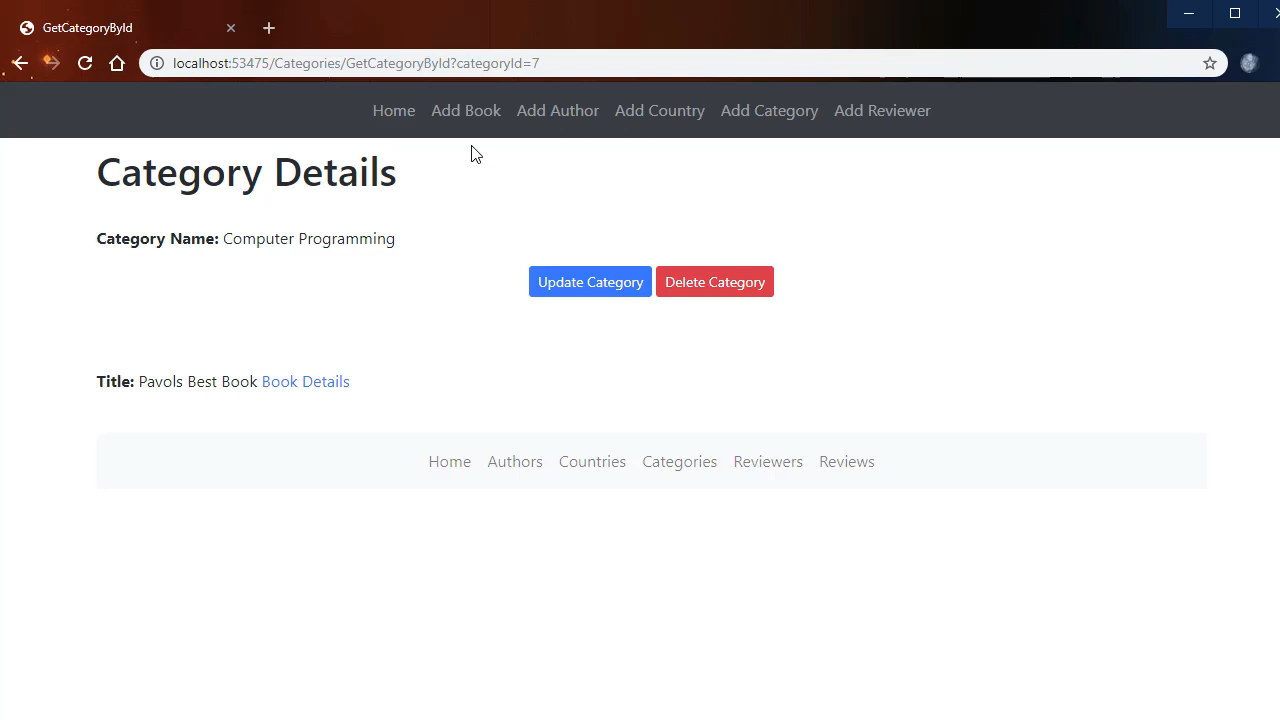 GetCategoryById
localhost:53475/Categories/GetCategoryById?categoryId=7
Home Add Book Add Author Add Country Add Category Add Reviewer
Category Details
Category Name: Computer Programming
Update Category Delete Category
Title: Pavols Best Book Book Details
Home Authors Countries Categories Reviewers Reviews